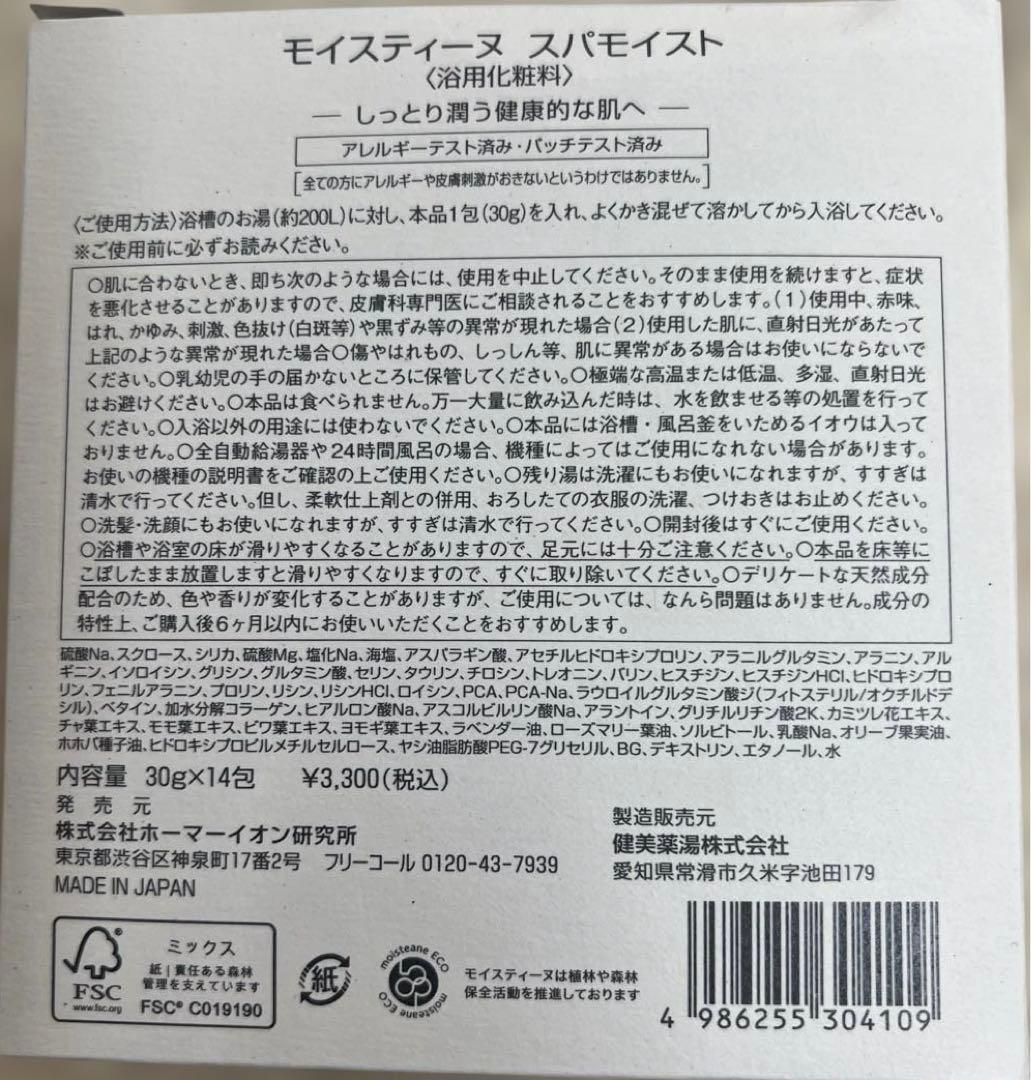 モイスティーヌ スパモイスト
〈浴用化粧料〉
― しっとり潤う健康的な肌へ ―
アレルギーテスト済み・パッチテスト済み
[全ての方にアレルギーや皮膚刺激がおきないというわけではありません。]
〈ご使用方法〉浴槽のお湯(約200L)に対し、本品1包(30g)を入れ、よくかき混ぜて溶かしてから入浴してください。
※ご使用前に必ずお読みください。
○肌に合わないとき、即ち次のような場合には、使用を中止してください。そのまま使用を続けますと、症状
を悪化させることがありますので、皮膚科専門医にご相談されることをおすすめします。(1)使用中、赤味、
はれ、かゆみ、刺激、色抜け(白斑等)や黒ずみ等の異常が現れた場合(2)使用した肌に、直射日光があたって
上記のような異常が現れた場合○傷やはれもの、しっしん等、肌に異常がある場合はお使いにならないで
ください。○乳幼児の手の届かないところに保管してください。○極端な高温または低温、多湿、直射日光
はお避けください。○本品は食べられません。万一大量に飲み込んだ時は、水を飲ませる等の処置を行って
ください。○入浴以外の用途には使わないでください。○本品には浴槽・風呂釜をいためるイオウは入って
おりません。○全自動給湯器や24時間風呂の場合、機種によってはご使用になれない場合があります。
お使いの機種の説明書をご確認の上ご使用ください。○残り湯は洗濯にもお使いになれますが、すすぎは
清水で行ってください。但し、柔軟仕上剤との併用、おろしたての衣服の洗濯、つけおきはお止めください。
○洗髪・洗顔にもお使いになれますが、すすぎは清水で行ってください。○開封後はすぐにご使用ください。
○浴槽や浴室の床が滑りやすくなることがありますので、足元には十分ご注意ください。○本品を床等に
こぼしたまま放置しますと滑りやすくなりますので、すぐに取り除いてください。○デリケートな天然成分
配合のため、色や香りが変化することがありますが、ご使用については、なんら問題はありません。成分の
特性上、ご購入後6ヶ月以内にお使いいただくことをおすすめします。
硫酸Na、スクロース、シリカ、硫酸Mg、塩化Na、海塩、アスパラギン酸、アセチルヒドロキシプロリン、アラニルグルタミン、アラニン、アル
ギニン、イソロイシン、グリシン、グルタミン酸、セリン、タウリン、チロシン、トレオニン、バリン、ヒスチジン、ヒスチジンHCl、ヒドロキシプロ
リン、フェニルアラニン、プロリン、リシン、リシンHCl、ロイシン、PCA、PCA-Na、ラウロイルグルタミン酸ジ(フィトステリル/オクチルドデ
シル)、ベタイン、加水分解コラーゲン、ヒアルロン酸Na、アスコルビルリン酸Na、アラントイン、グリチルリチン酸2K、カミツレ花エキス、
チャ葉エキス、モモ葉エキス、ビワ葉エキス、ヨモギ葉エキス、ラベンダー油、ローズマリー葉油、ソルビトール、乳酸Na、オリーブ果実油、
ホホバ種子油、ヒドロキシプロピルメチルセルロース、ヤシ油脂肪酸PEG-7グリセリル、BG、デキストリン、エタノール、水
内容量 30g×14包 ¥3,300(税込)
発売元
株式会社ホーマーイオン研究所
東京都渋谷区神泉町17番2号 フリーコール 0120-43-7939
MADE IN JAPAN
製造販売元
健美薬湯株式会社
愛知県常滑市久米字池田179
FSC
www.fsc.org
ミックス
紙|責任ある森林
管理を支えています
FSC® C019190
紙
moisteane ECO
moisteane ECO
モイスティーヌは植林や森林
保全活動を推進しております
4 986255 304109